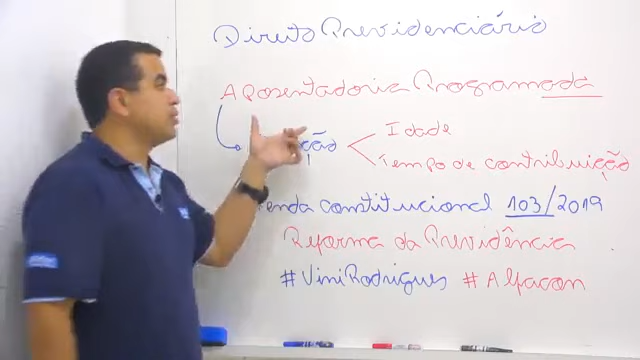 Direito Previdenciário
Aposentadoria Programada
Idade
Tempo de contribuição
constitucional 103/2019
Reforma da Previdência
#ViniRodrigues #Alfacon